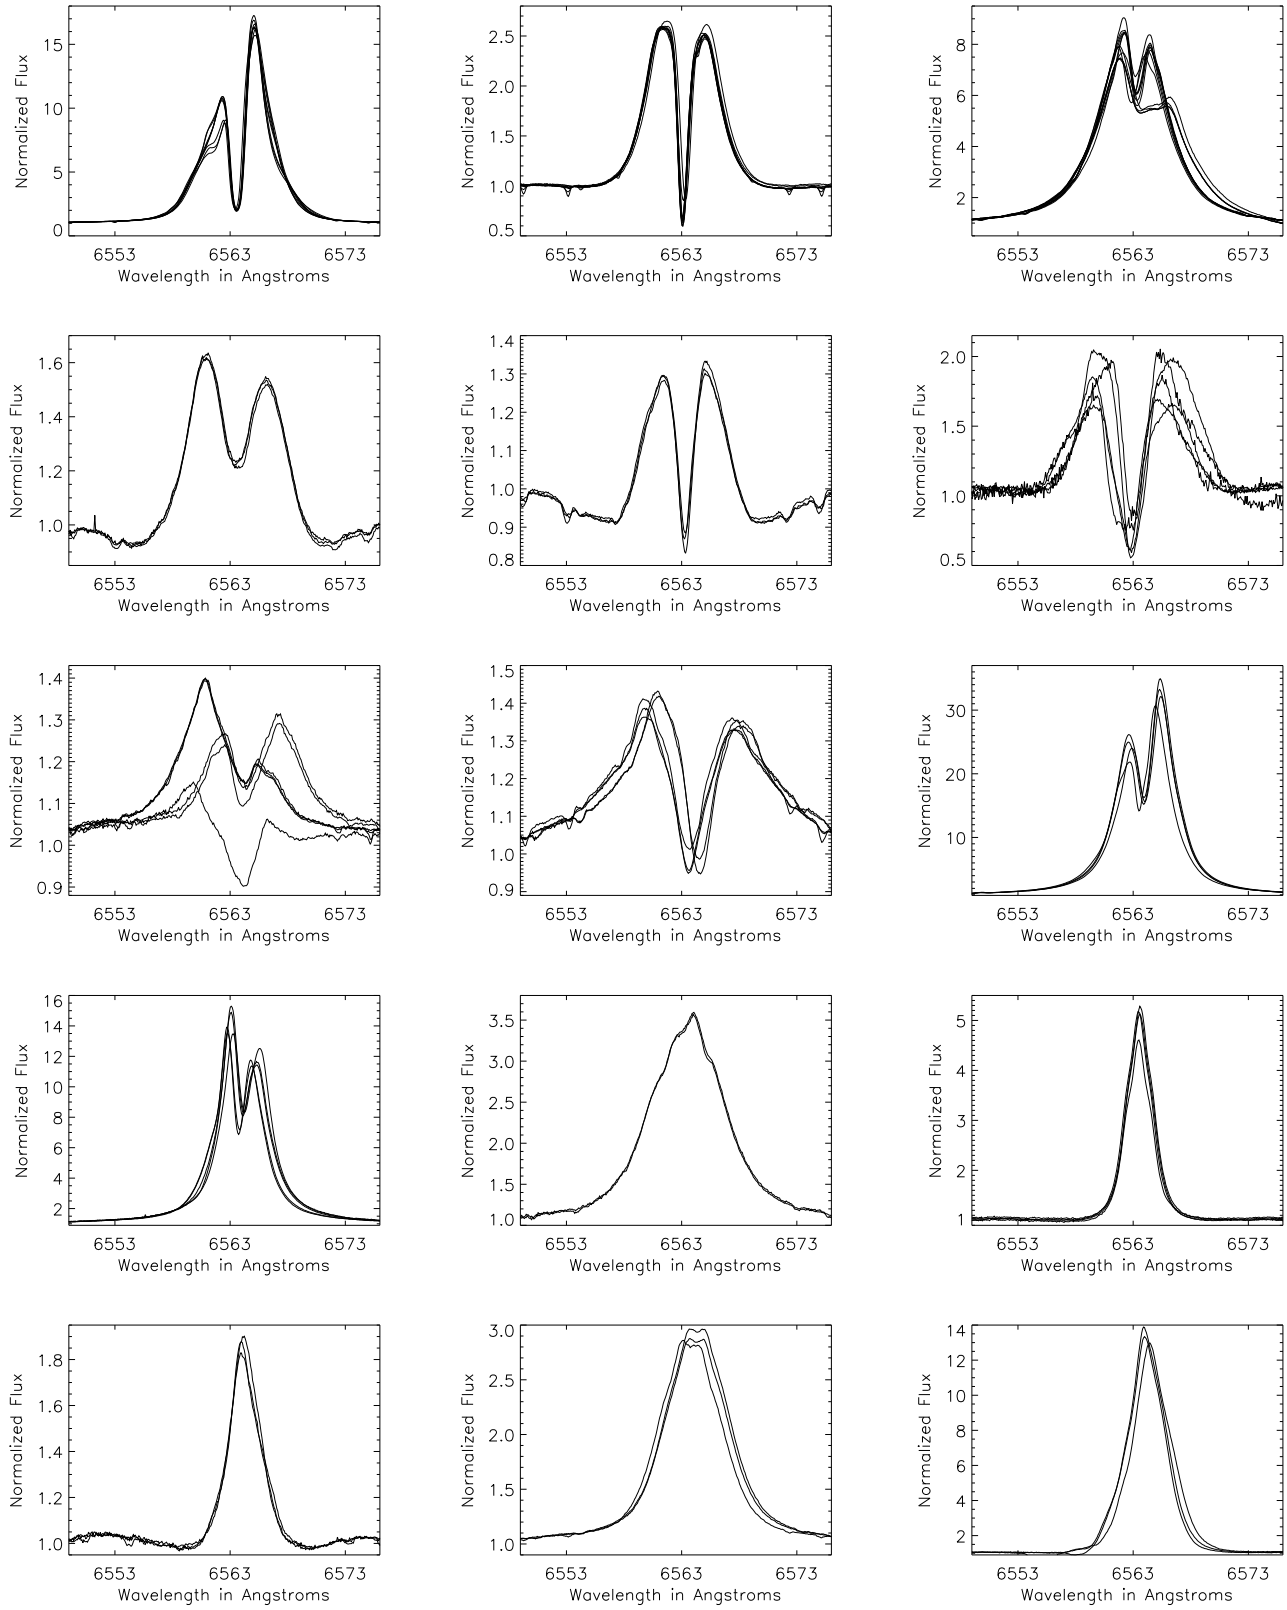 Normalized Flux
15
10
5
0
6553 6563 6573
Wavelength in Angstroms
Normalized Flux
2.5
2.0
1.5
1.0
0.5
6553 6563 6573
Wavelength in Angstroms
Normalized Flux
8
6
4
2
6553 6563 6573
Wavelength in Angstroms
Normalized Flux
1.6
1.4
1.2
1.0
6553 6563 6573
Wavelength in Angstroms
Normalized Flux
1.4
1.3
1.2
1.1
1.0
0.9
0.8
6553 6563 6573
Wavelength in Angstroms
Normalized Flux
2.0
1.5
1.0
0.5
6553 6563 6573
Wavelength in Angstroms
Normalized Flux
1.4
1.3
1.2
1.1
1.0
0.9
6553 6563 6573
Wavelength in Angstroms
Normalized Flux
1.5
1.4
1.3
1.2
1.1
1.0
0.9
6553 6563 6573
Wavelength in Angstroms
Normalized Flux
30
20
10
6553 6563 6573
Wavelength in Angstroms
Normalized Flux
16
14
12
10
8
6
4
2
6553 6563 6573
Wavelength in Angstroms
Normalized Flux
3.5
3.0
2.5
2.0
1.5
1.0
6553 6563 6573
Wavelength in Angstroms
Normalized Flux
5
4
3
2
1
6553 6563 6573
Wavelength in Angstroms
Normalized Flux
1.8
1.6
1.4
1.2
1.0
6553 6563 6573
Wavelength in Angstroms
Normalized Flux
3.0
2.5
2.0
1.5
1.0
6553 6563 6573
Wavelength in Angstroms
Normalized Flux
14
12
10
8
6
4
2
6553 6563 6573
Wavelength in Angstroms